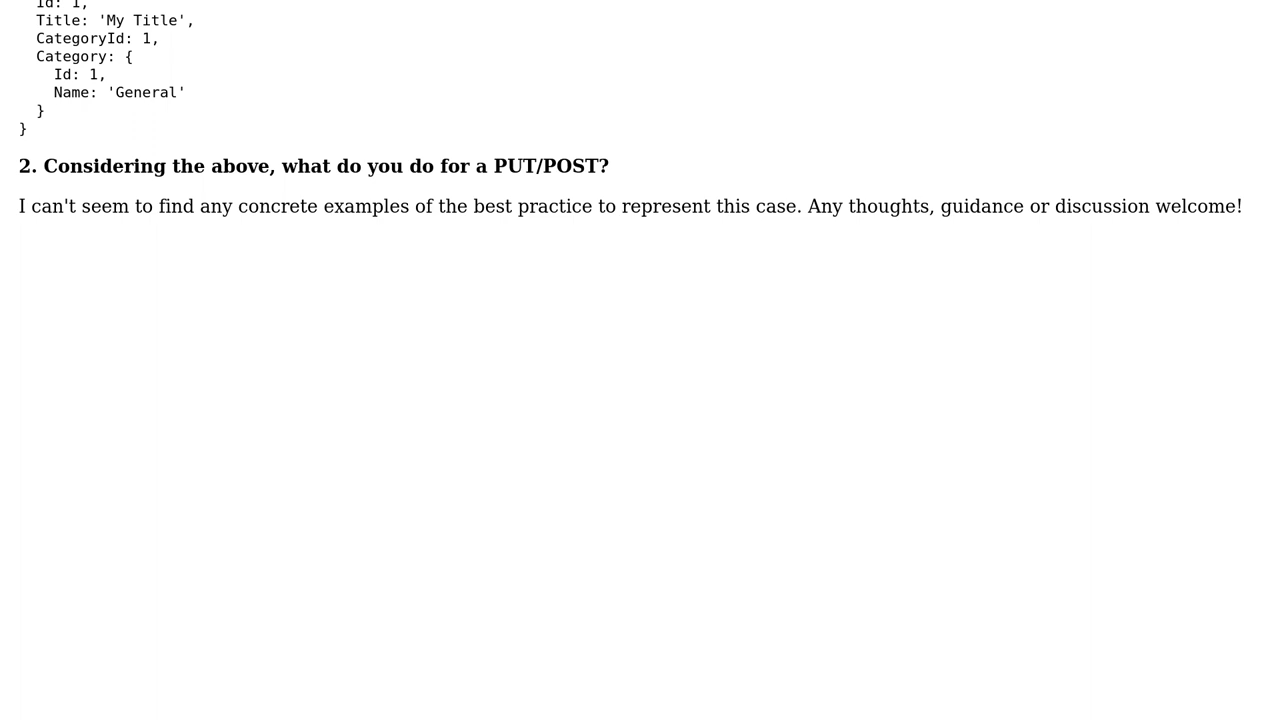 Id: 1,
Title: 'My Title',
CategoryId: 1,
Category: {
Id: 1,
Name: 'General'
}
}
2. Considering the above, what do you do for a PUT/POST?
I can't seem to find any concrete examples of the best practice to represent this case. Any thoughts, guidance or discussion welcome!